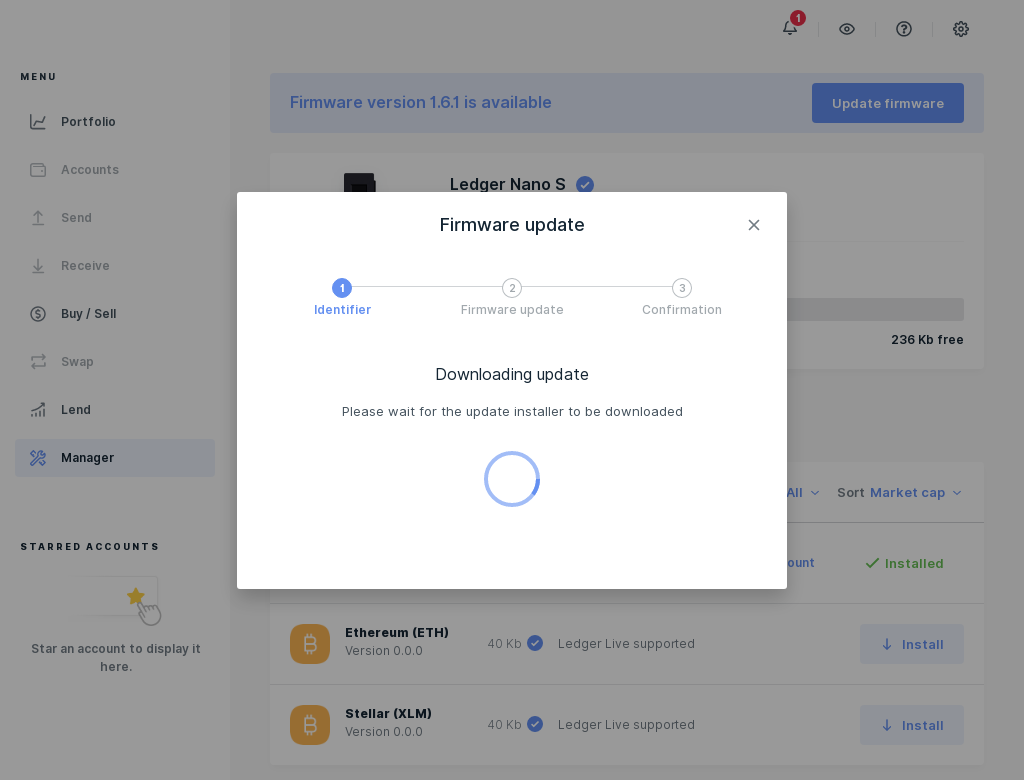 1
MENU
Portfolio
Accounts
Send
Receive
Buy / Sell
Swap
Lend
Manager
STARRED ACCOUNTS
Star an account to display it
here.
Firmware version 1.6.1 is available
Update firmware
Ledger Nano S
236 Kb free
Firmware update
1
2
3
Identifier
Firmware update
Confirmation
Downloading update
Please wait for the update installer to be downloaded
All
Sort Market cap
Installed
Ethereum (ETH)
Version 0.0.0
40 Kb
Ledger Live supported
Install
Stellar (XLM)
Version 0.0.0
40 Kb
Ledger Live supported
Install